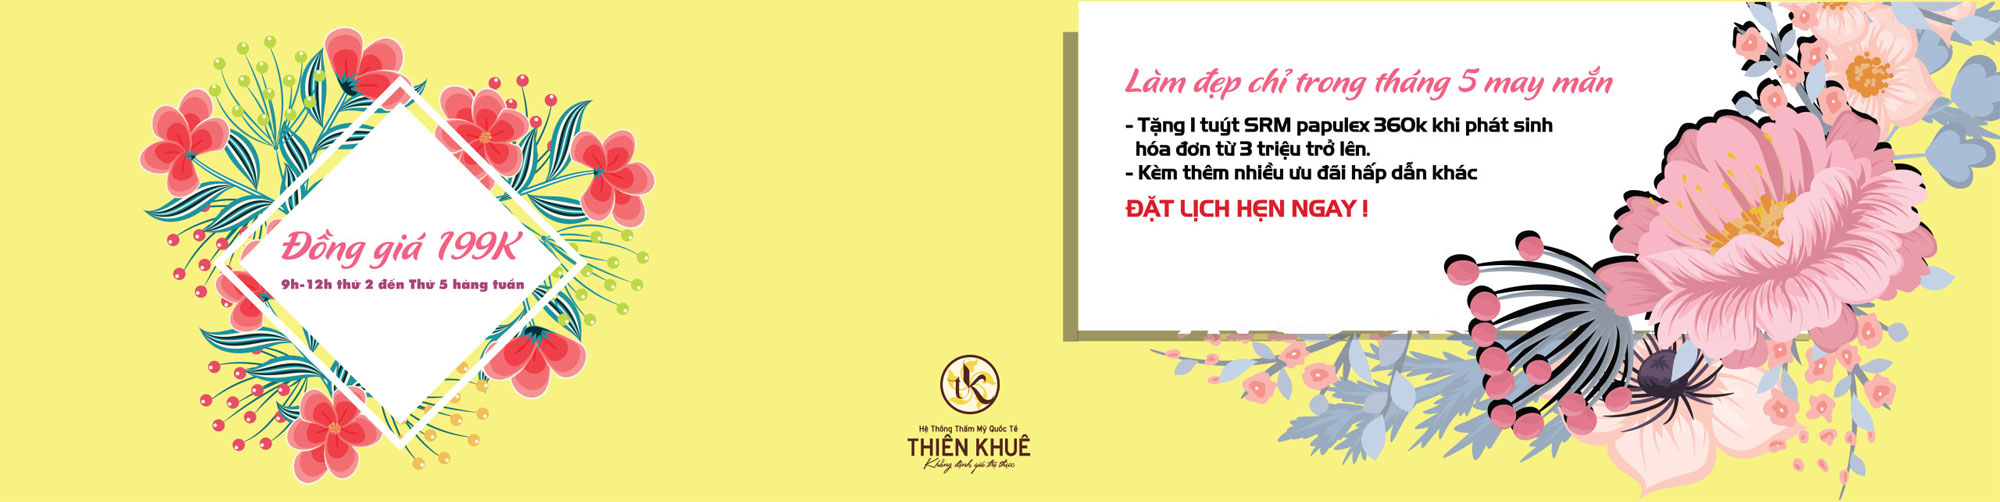 Đồng giá 199K
9h-12h thứ 2 đến Thứ 5 hàng tuần
Làm đẹp chỉ trong tháng 5 may mắn
- Tặng 1 tuýt SRM papulex 360k khi phát sinh
hóa đơn từ 3 triệu trở lên.
- Kèm thêm nhiều ưu đãi hấp dẫn khác
ĐẶT LỊCH HẸN NGAY !
tk
Hệ Thống Thẩm Mỹ Quốc Tế
THIÊN KHUÊ
Khẳng định giá trị thực